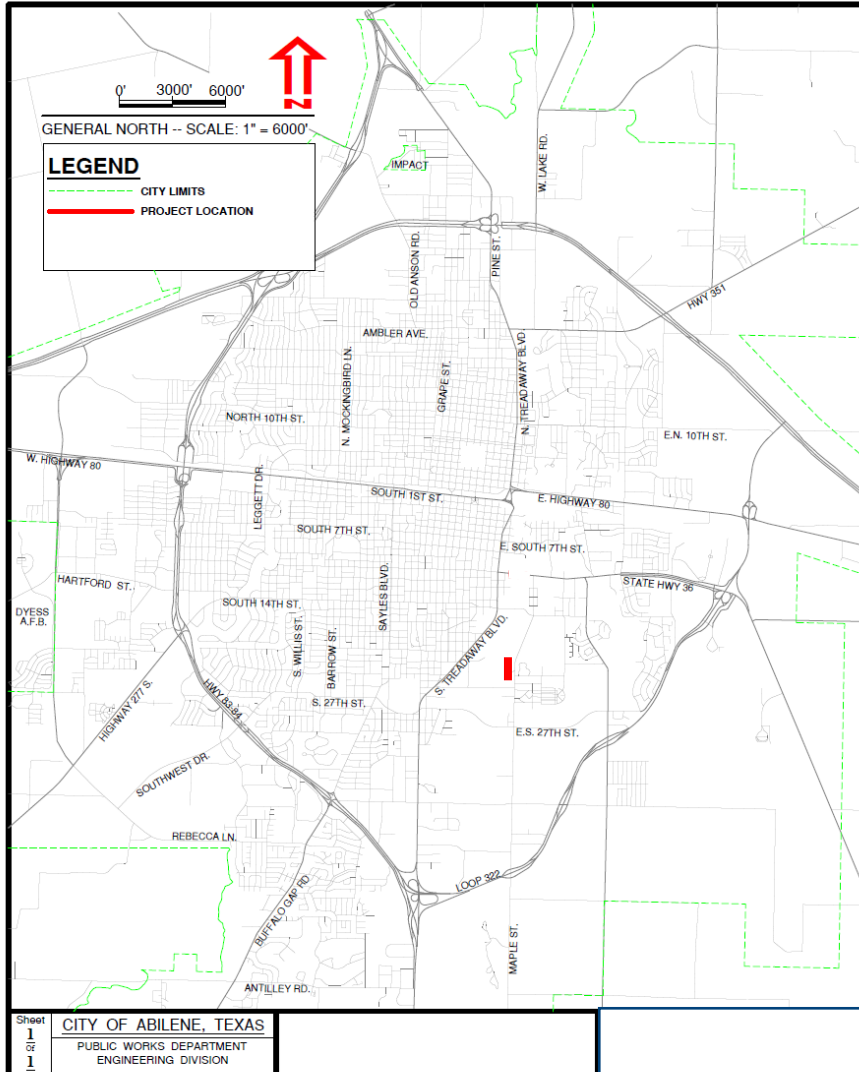 0' 3000' 6000'
N
GENERAL NORTH -- SCALE: 1" = 6000'
LEGEND
CITY LIMITS
PROJECT LOCATION
IMPACT
W. LAKE RD.
OLD ANSON RD.
PINE ST.
HWY 351
AMBLER AVE.
N. MOCKINGBIRD LN.
GRAPE ST.
N. TREADAWAY BLVD.
NORTH 10TH ST.
E.N. 10TH ST.
W. HIGHWAY 80
LEGGETT DR.
SOUTH 1ST ST.
E. HIGHWAY 80
SOUTH 7TH ST.
E. SOUTH 7TH ST.
HARTFORD ST.
SAYLES BLVD.
STATE HWY 36
DYESS
A.F.B.
SOUTH 14TH ST.
S. WILLIS ST.
BARROW ST.
S. TREADAWAY BLVD.
HIGHWAY 277 S.
HWY 83-84
S. 27TH ST.
E.S. 27TH ST.
SOUTHWEST DR.
REBECCA LN.
LOOP 322
BUFFALO GAP RD
MAPLE ST.
ANTILLEY RD.
Sheet
1
OF
1
CITY OF ABILENE, TEXAS
PUBLIC WORKS DEPARTMENT
ENGINEERING DIVISION